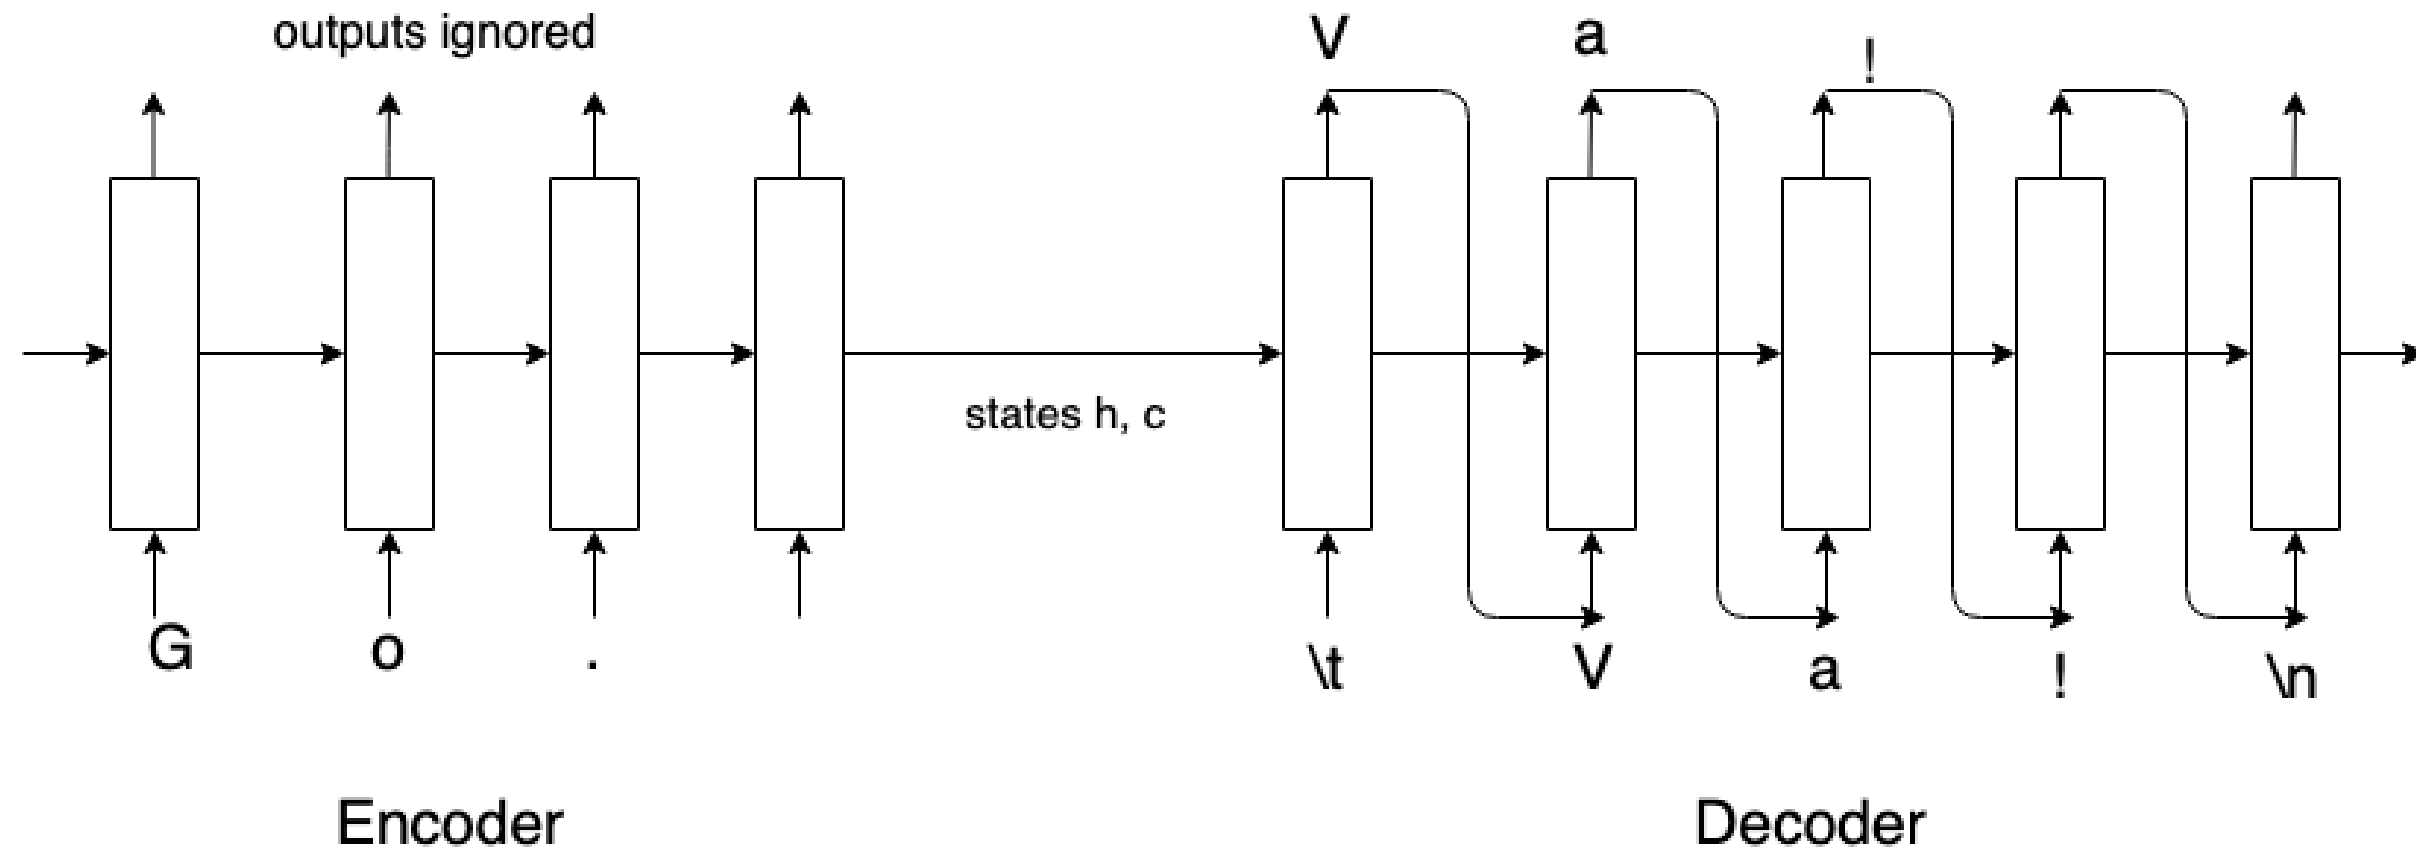 outputs ignored
V a !
states h, c
G o .
\t V a ! \n
Encoder
Decoder